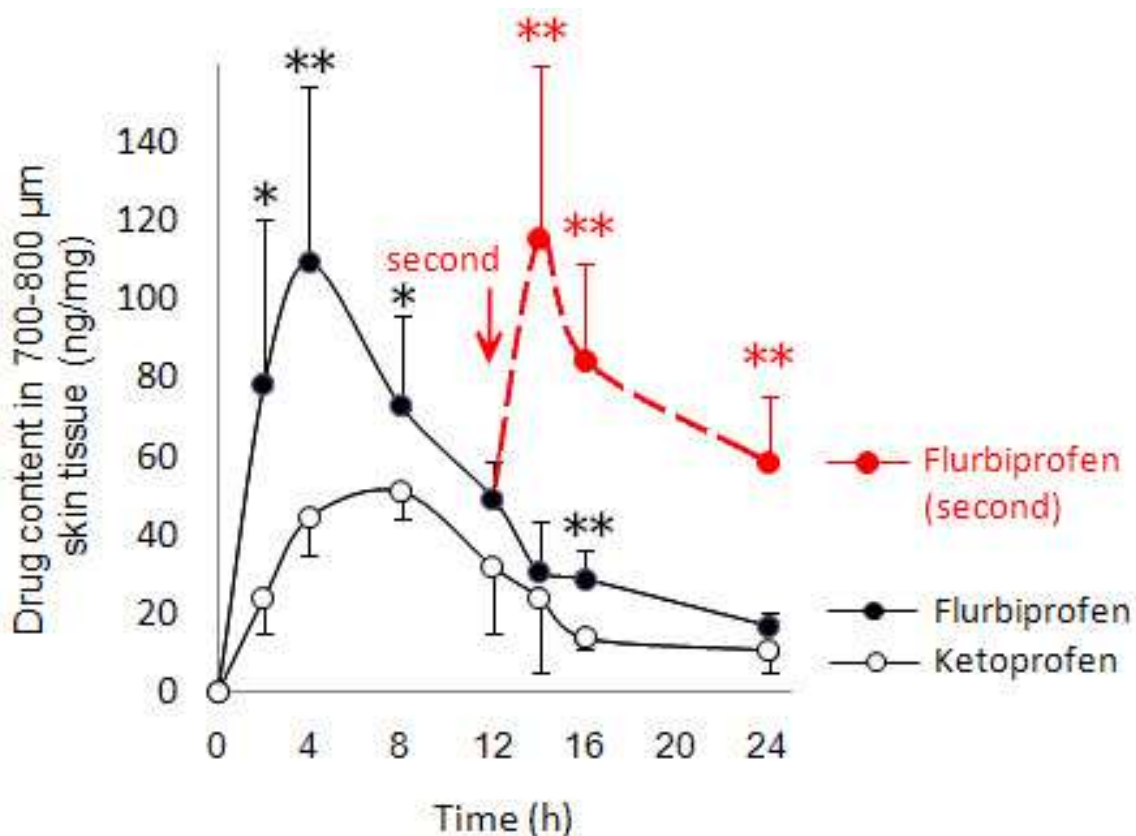 **
**
140
*
120
**
second
100
*
**
80
60
Flurbiprofen
(second)
**
40
Flurbiprofen
20
Ketoprofen
0
0 4 8 12 16 20 24
Time (h)
Drug content in 700-800 µm
skin tissue (ng/mg)